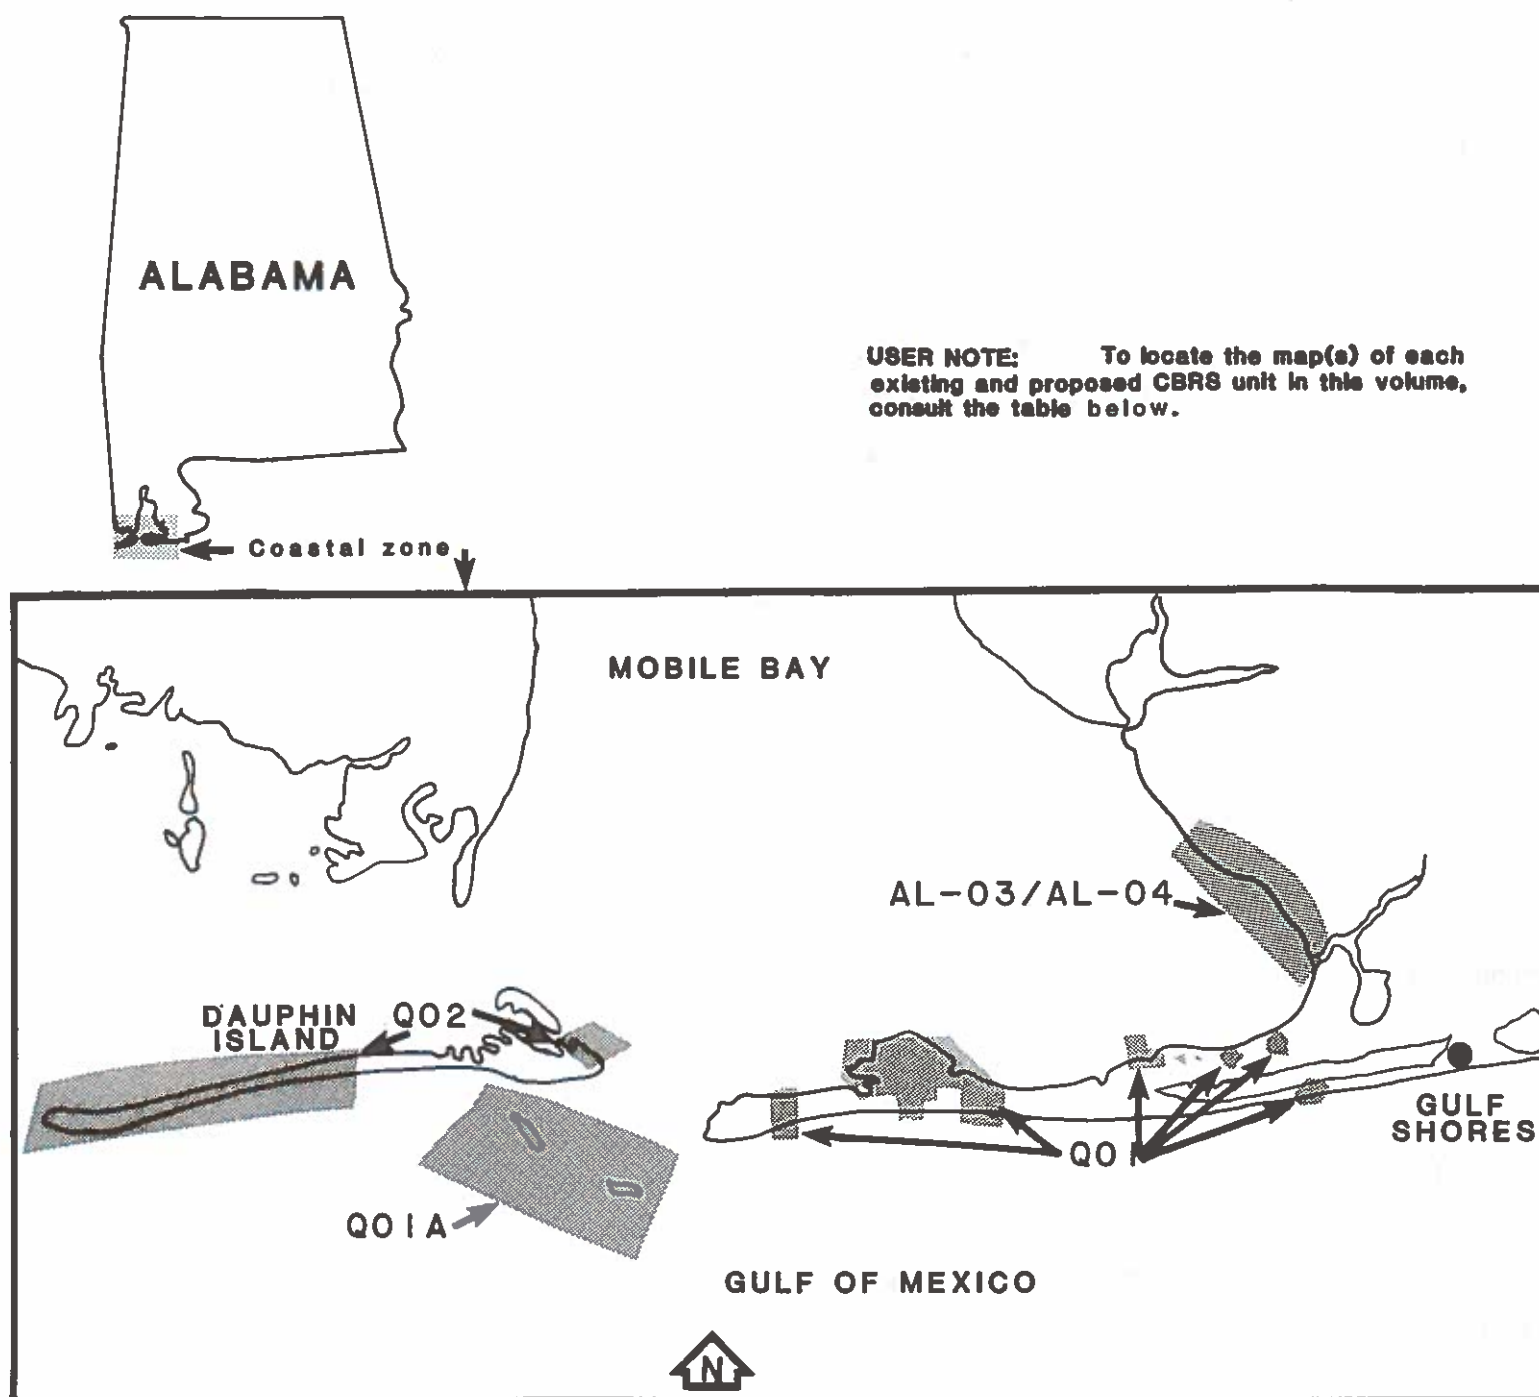 ALABAMA
USER NOTE: To locate the map(s) of each
existing and proposed CBRS unit in this volume,
consult the table below.
Coastal zone
MOBILE BAY
AL-03/AL-04
DAUPHIN
ISLAND
Q02
Q01
GULF
SHORES
Q01A
GULF OF MEXICO
N